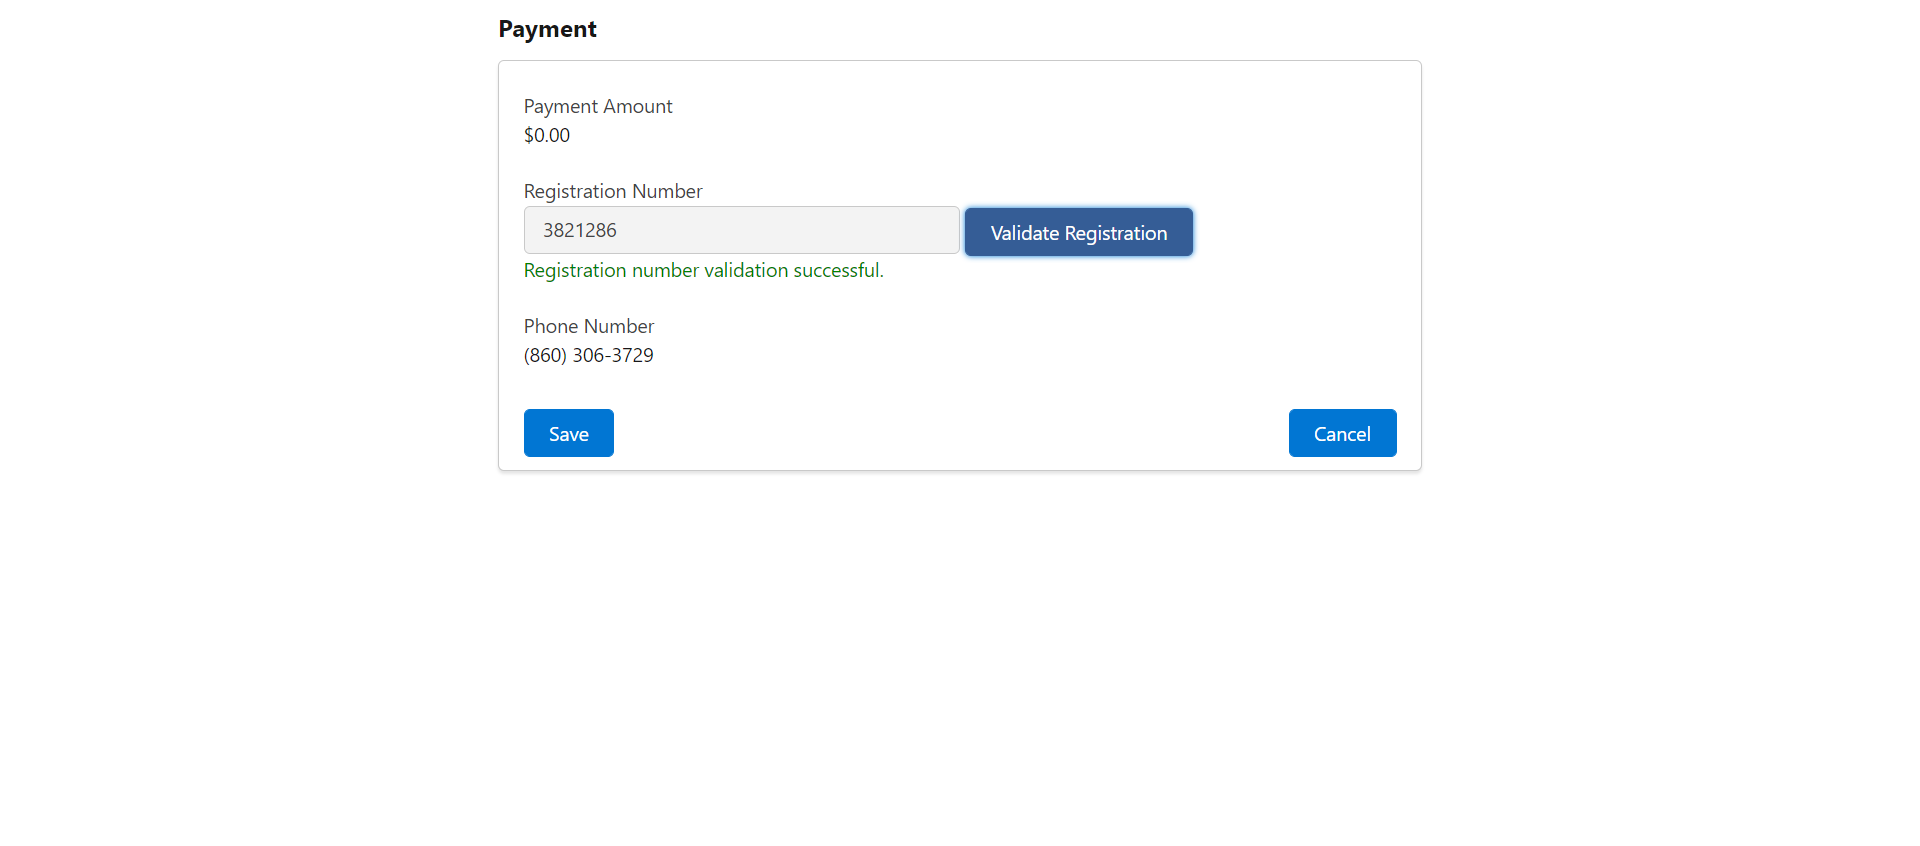 Payment
Payment Amount
$0.00
Registration Number
3821286
Validate Registration
Registration number validation successful.
Phone Number
(860) 306-3729
Save
Cancel